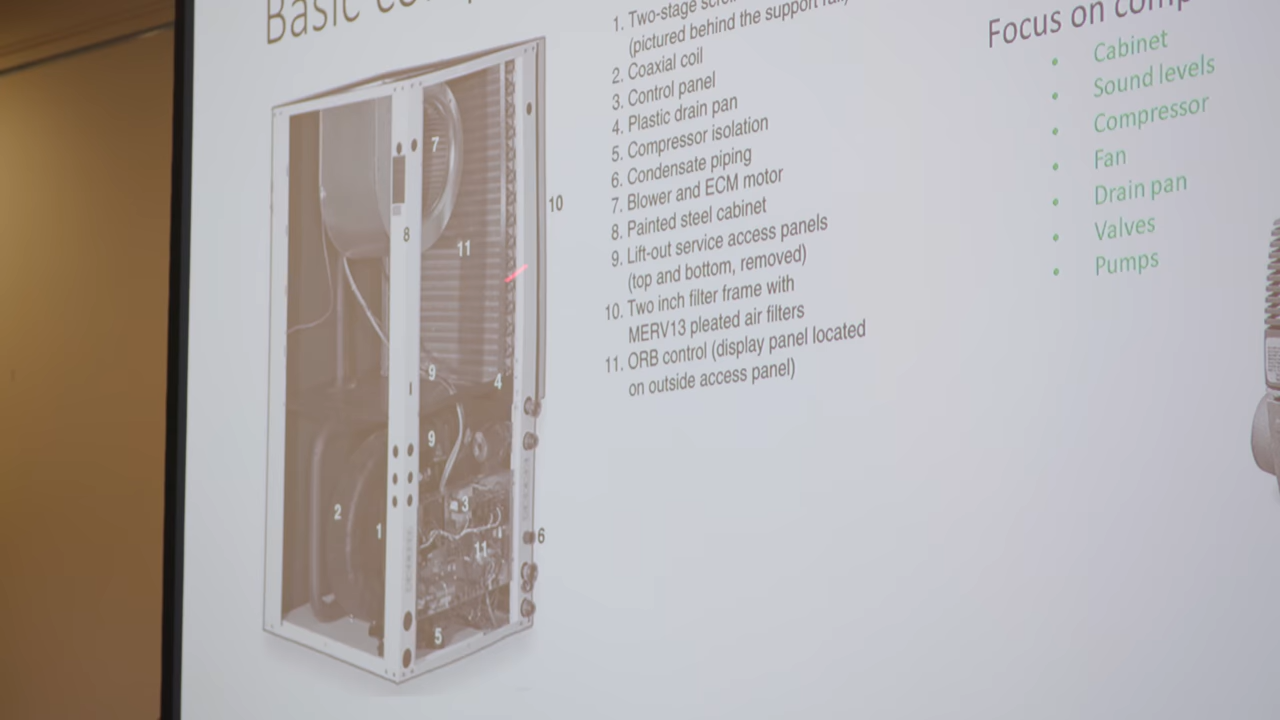 Basic
1. Two-stage
(pictured behind the support
2. Coaxial coil
3. Control panel
4. Plastic drain pan
5. Compressor isolation
6. Condensate piping
7. Blower and ECM motor
8. Painted steel cabinet
9. Lift-out service access panels
(top and bottom, removed)
10. Two inch filter frame with
MERV13 pleated air filters
11. ORB control (display panel located
on outside access panel)
7
10
8
11
9
4
9
2
3
1
11
6
5
Focus on
• Cabinet
• Sound levels
• Compressor
• Fan
• Drain pan
• Valves
• Pumps